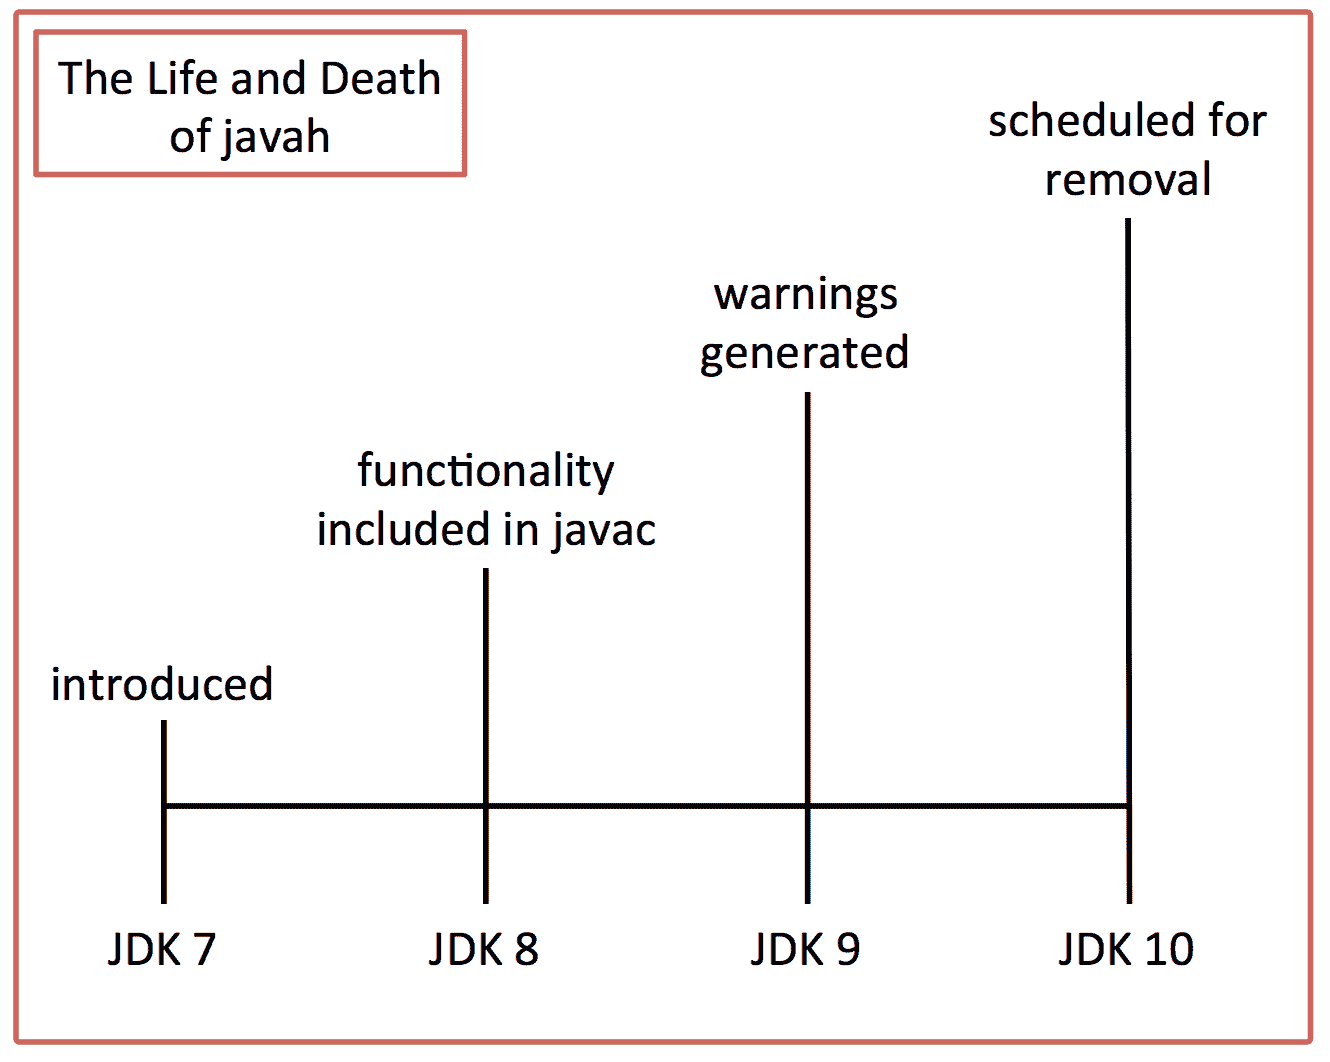 The Life and Death
of javah
scheduled for
removal
warnings
generated
functionality
included in javac
introduced
JDK 7
JDK 8
JDK 9
JDK 10